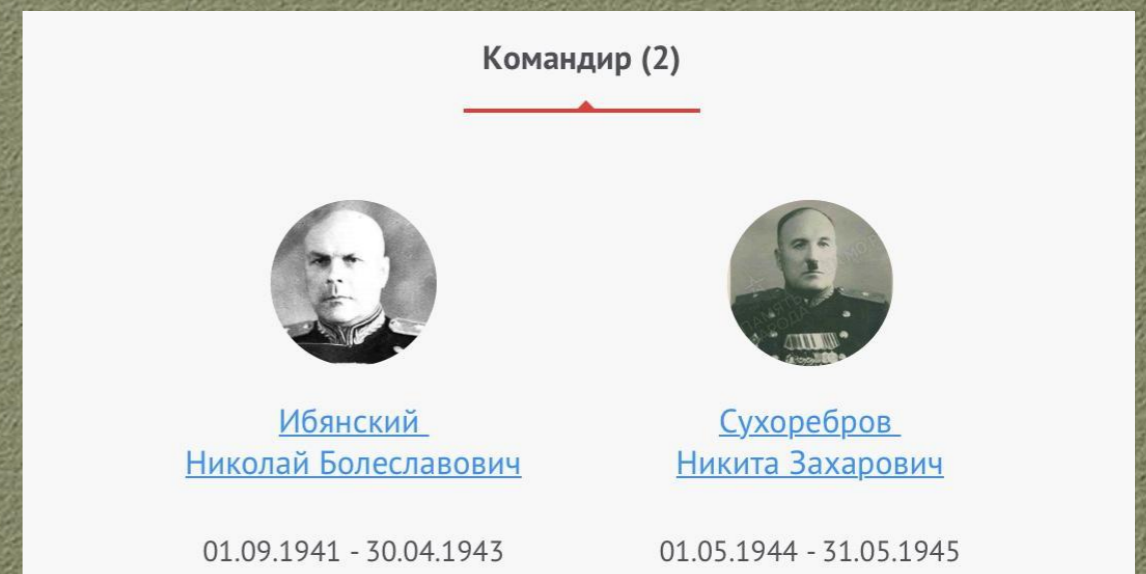 Командир (2)
Ибянский
Николай Болеславович
01.09.1941 - 30.04.1943
Сухоребров
Никита Захарович
01.05.1944 - 31.05.1945